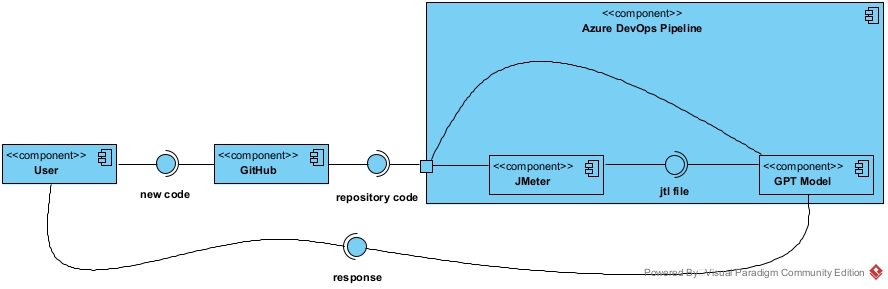 <<component>>
Azure DevOps Pipeline
<<component>>
User
new code
<<component>>
GitHub
repository code
<<component>>
JMeter
jtl file
<<component>>
GPT Model
response
Powered By: Visual Paradigm Community Edition